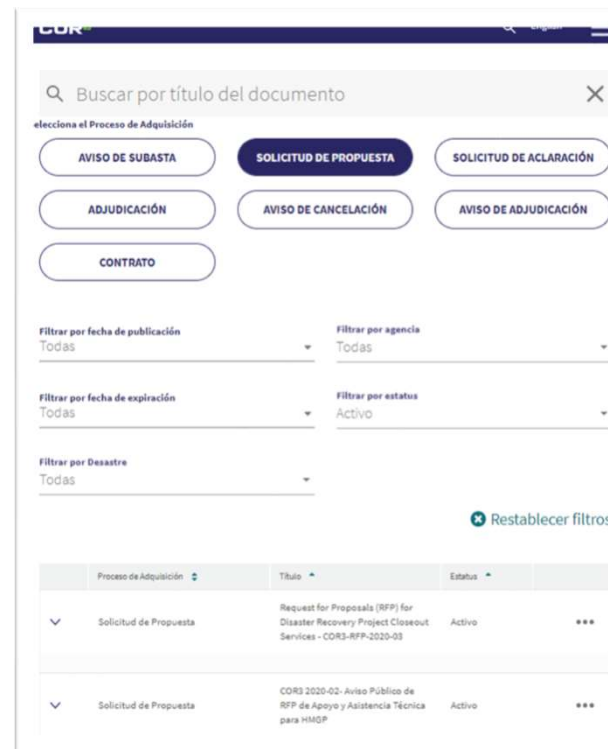 COR3
English
Buscar por título del documento
elecciona el Proceso de Adquisición
AVISO DE SUBASTA
SOLICITUD DE PROPUESTA
SOLICITUD DE ACLARACIÓN
ADJUDICACIÓN
AVISO DE CANCELACIÓN
AVISO DE ADJUDICACIÓN
CONTRATO
Filtrar por fecha de publicación
Todas
Filtrar por agencia
Todas
Filtrar por fecha de expiración
Todas
Filtrar por estatus
Activo
Filtrar por Desastre
Todas
Restablecer filtros
Proceso de Adquisición Título Estatus
Request for Proposals (RFP) for
Solicitud de Propuesta Disaster Recovery Project Closeout Activo
Services - COR3-RFP-2020-03
COR3 2020-02- Aviso Público de
Solicitud de Propuesta RFP de Apoyo y Asistencia Técnica Activo
para HMGP